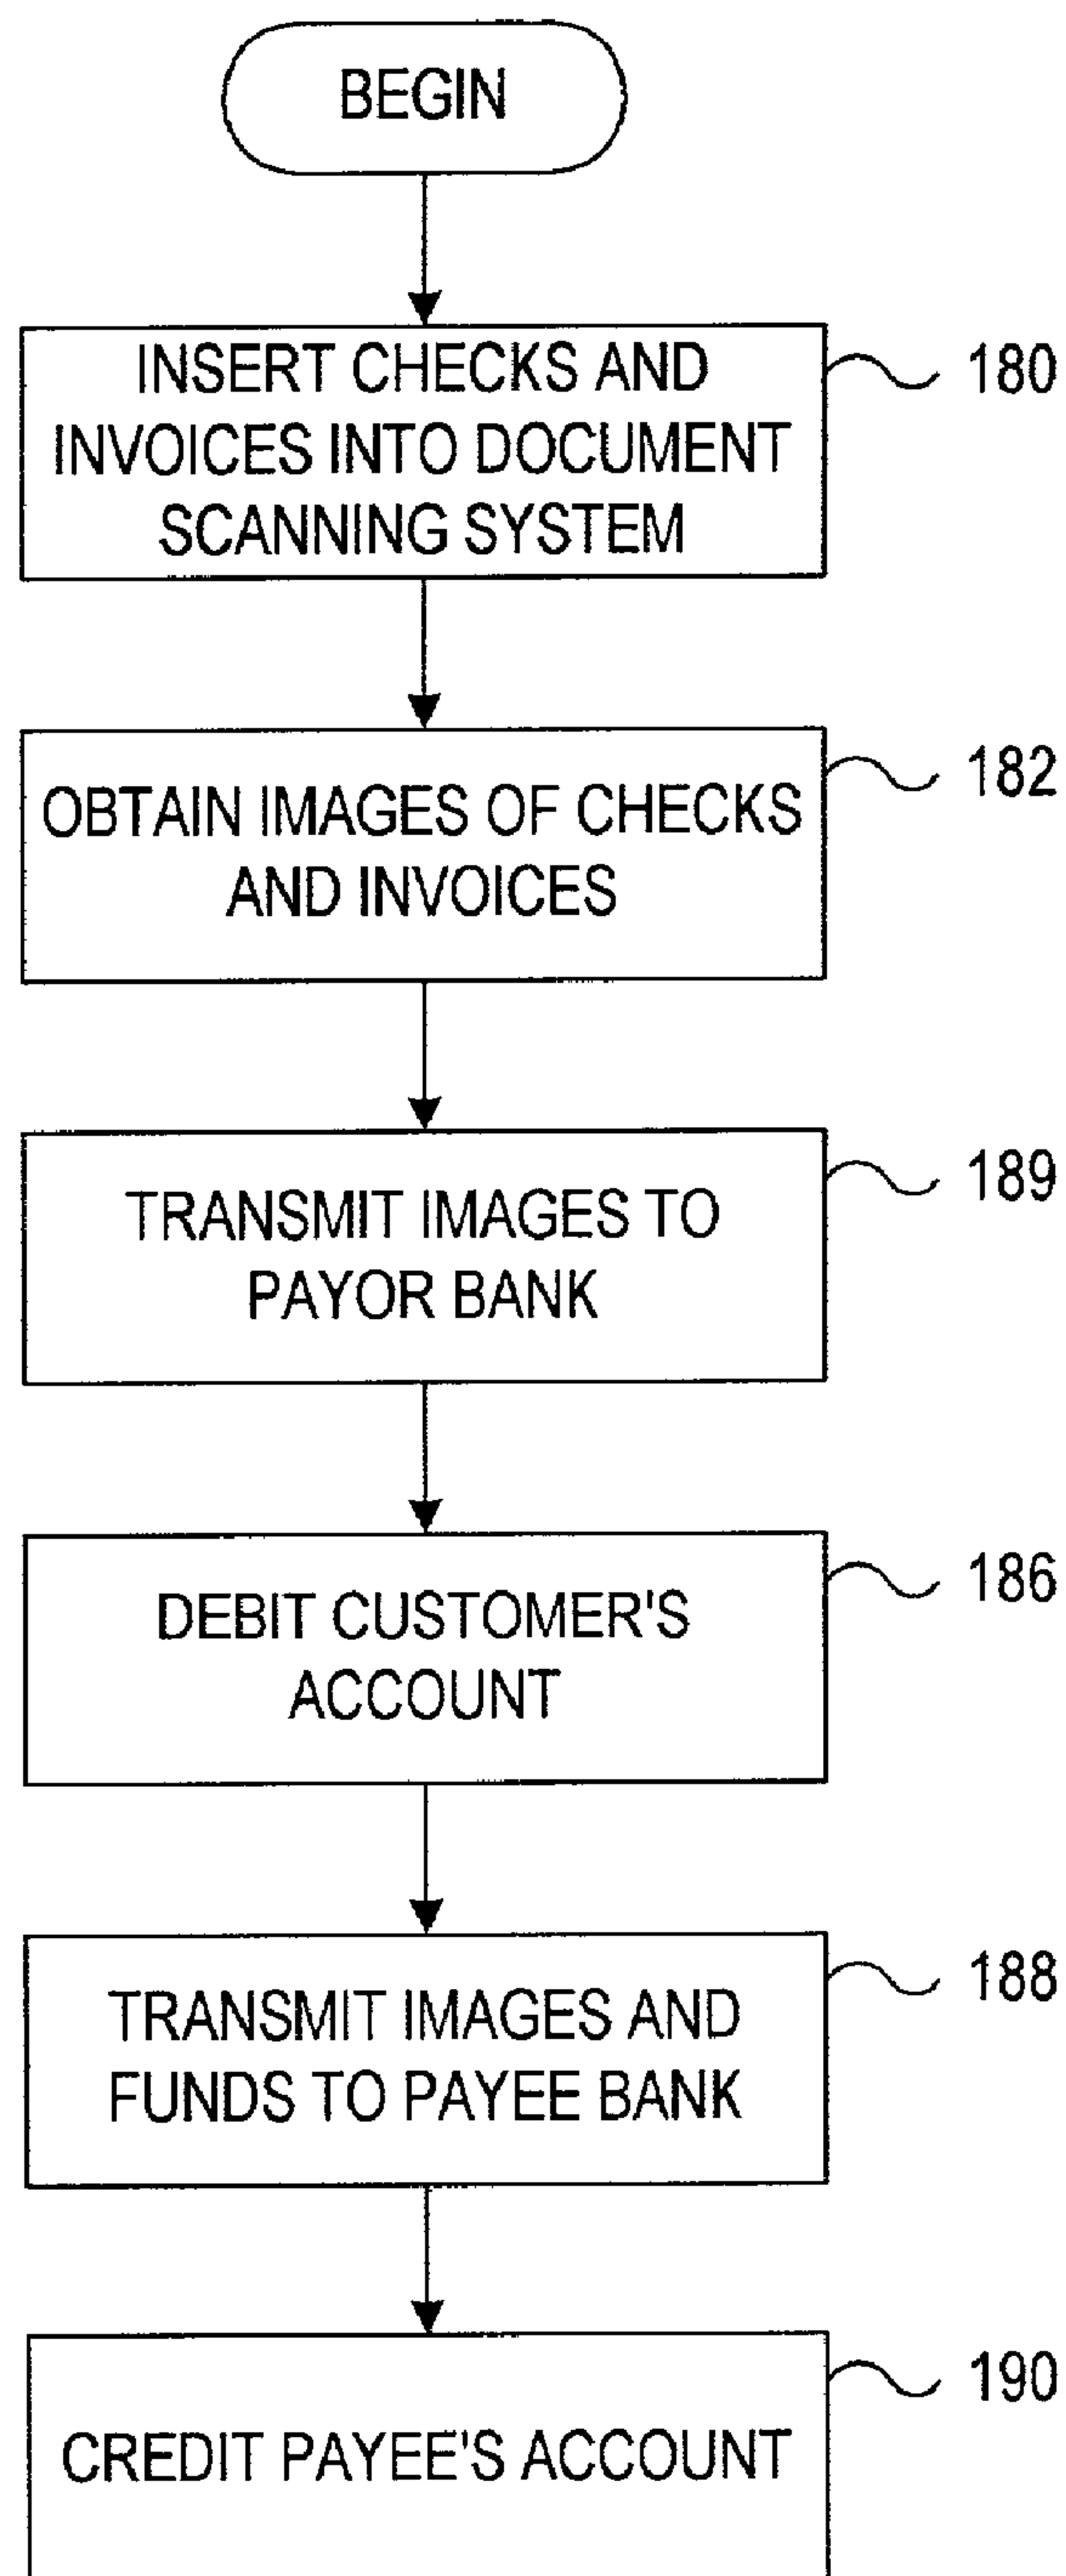 BEGIN
INSERT CHECKS AND
INVOICES INTO DOCUMENT
SCANNING SYSTEM
180
OBTAIN IMAGES OF CHECKS
AND INVOICES
182
TRANSMIT IMAGES TO
PAYOR BANK
189
DEBIT CUSTOMER'S
ACCOUNT
186
TRANSMIT IMAGES AND
FUNDS TO PAYEE BANK
188
CREDIT PAYEE'S ACCOUNT
190